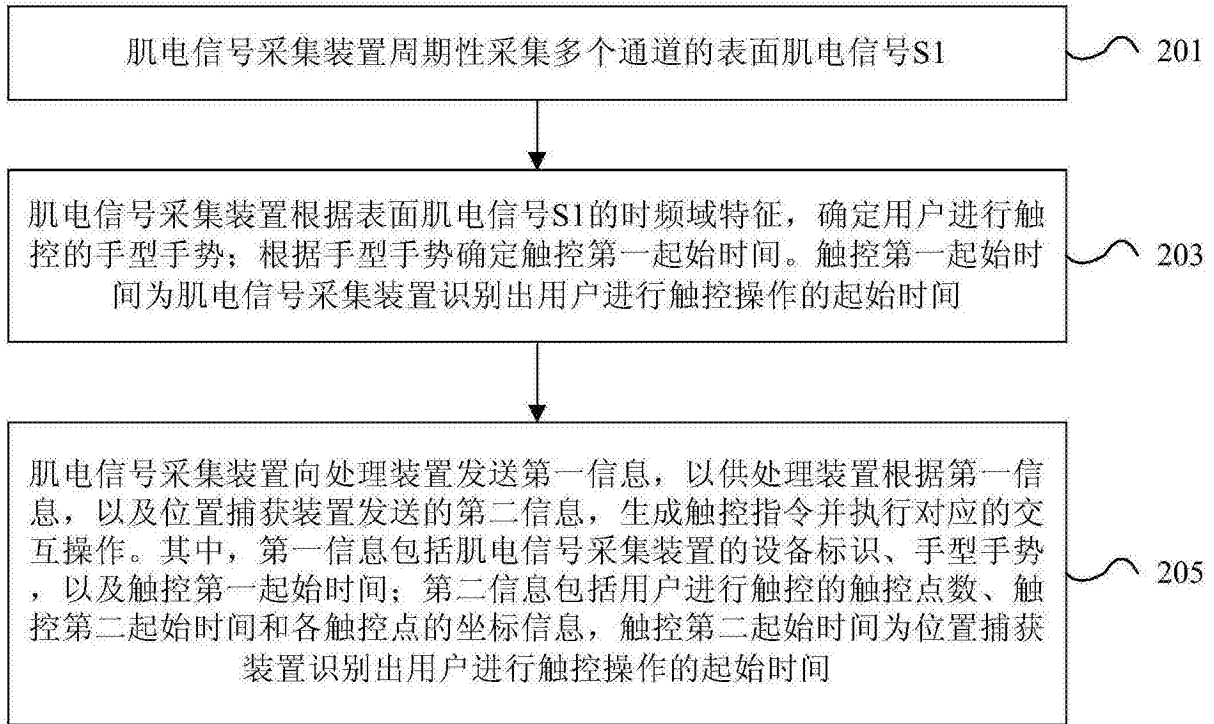 肌电信号采集装置周期性采集多个通道的表面肌电信号S1
201
肌电信号采集装置根据表面肌电信号S1的时频域特征，确定用户进行触
控的手型手势；根据手型手势确定触控第一起始时间。触控第一起始时
间为肌电信号采集装置识别出用户进行触控操作的起始时间
203
肌电信号采集装置向处理装置发送第一信息，以供处理装置根据第一信
息，以及位置捕获装置发送的第二信息，生成触控指令并执行对应的交
互操作。其中，第一信息包括肌电信号采集装置的设备标识、手型手势
，以及触控第一起始时间；第二信息包括用户进行触控的触控点数、触
控第二起始时间和各触控点的坐标信息，触控第二起始时间为位置捕获
装置识别出用户进行触控操作的起始时间
205